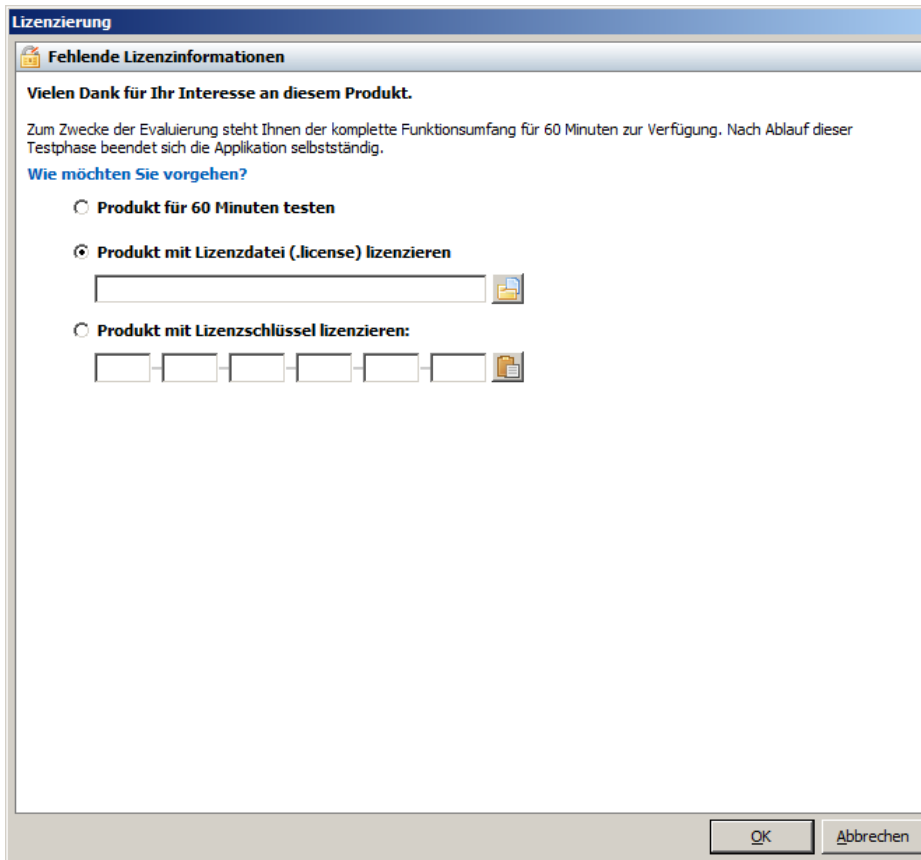 Lizenzierung
Fehlende Lizenzinformationen
Vielen Dank für Ihr Interesse an diesem Produkt.
Zum Zwecke der Evaluierung steht Ihnen der komplette Funktionsumfang für 60 Minuten zur Verfügung. Nach Ablauf dieser
Testphase beendet sich die Applikation selbstständig.
Wie möchten Sie vorgehen?
Produkt für 60 Minuten testen
Produkt mit Lizenzdatei (.license) lizenzieren
Produkt mit Lizenzschlüssel lizenzieren:
OK
Abbrechen